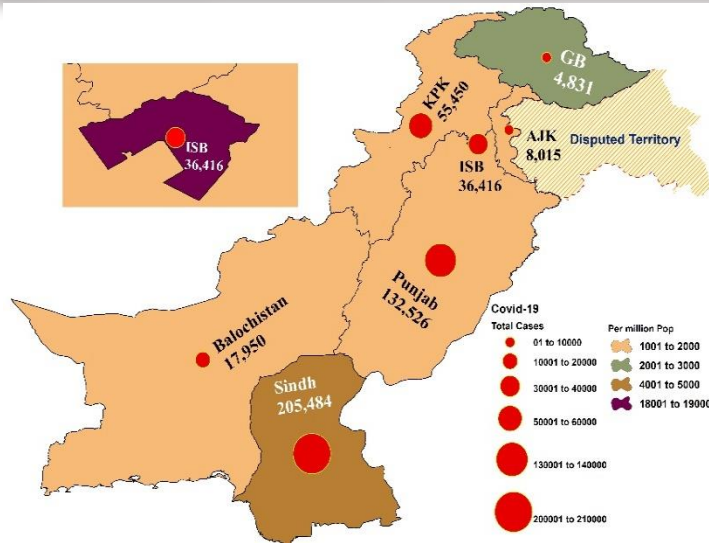 GB
4,831
KPK
55,450
AJK
8,015
Disputed Territory
ISB
36,416
ISB
36,416
Punjab
132,526
Balochistan
17,950
Sindh
205,484
Covid-19
Total Cases
01 to 10000
10001 to 20000
30001 to 40000
50001 to 60000
130001 to 140000
200001 to 210000
Per million Pop
1001 to 2000
2001 to 3000
4001 to 5000
18001 to 19000